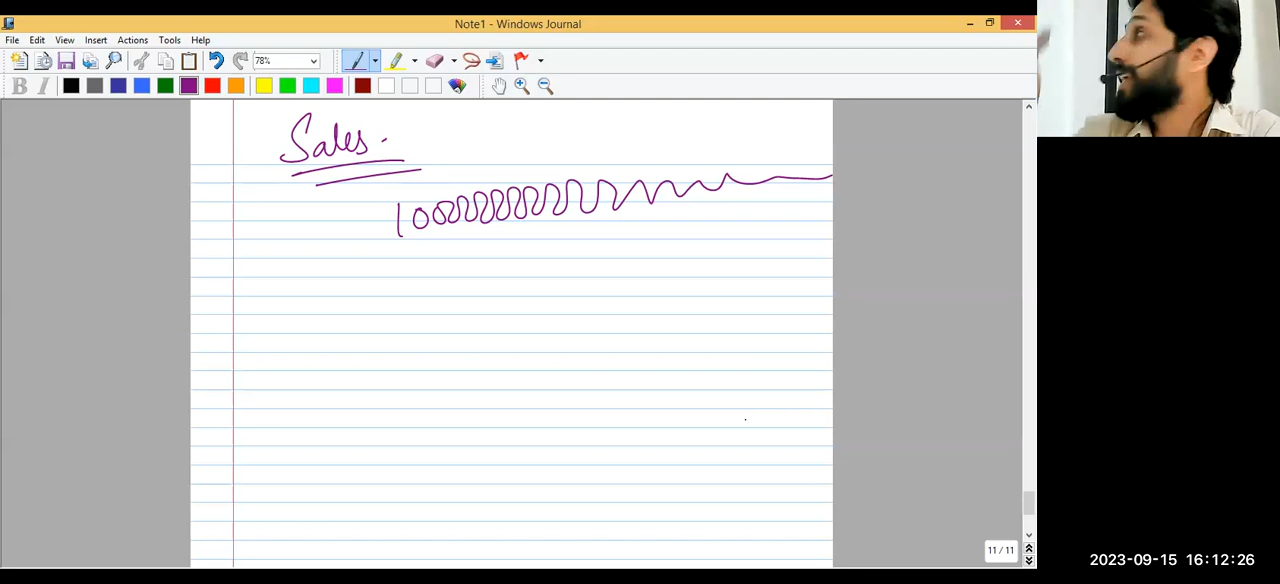 Note1 - Windows Journal
File Edit View Insert Actions Tools Help
78%
B I
Sales.
100
11 / 11
2023-09-15 16:12:26